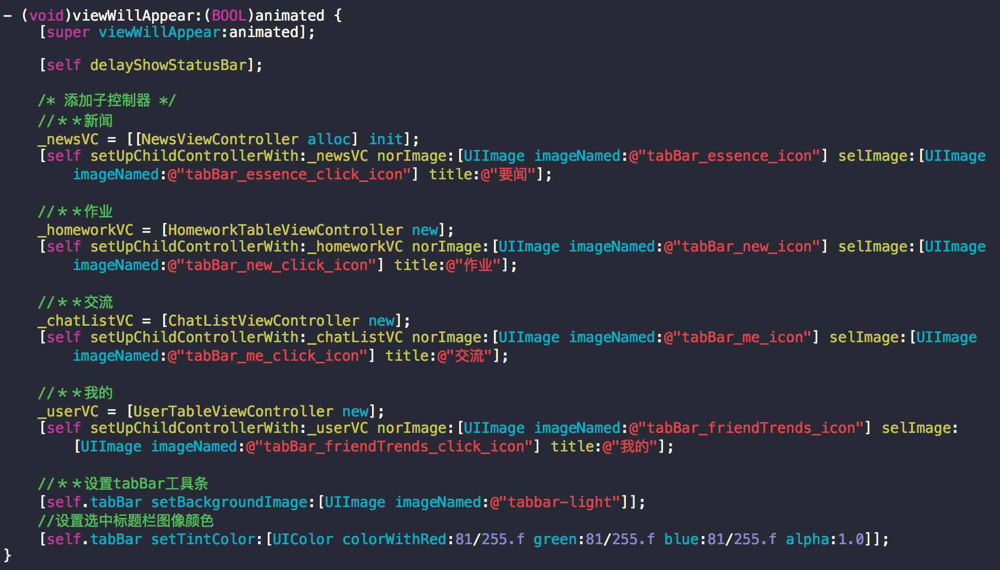 - (void)viewWillAppear:(BOOL)animated {
    [super viewWillAppear:animated];

    [self delayShowStatusBar];

    /* 添加子控制器 */
    //**新闻
    _newsVC = [[NewsViewController alloc] init];
    [self setUpChildControllerWith:_newsVC norImage:[UIImage imageNamed:@"tabBar_essence_icon"] selImage:[UIImage
        imageNamed:@"tabBar_essence_click_icon"] title:@"要闻"];

    //**作业
    _homeworkVC = [HomeworkTableViewController new];
    [self setUpChildControllerWith:_homeworkVC norImage:[UIImage imageNamed:@"tabBar_new_icon"] selImage:[UIImage
        imageNamed:@"tabBar_new_click_icon"] title:@"作业"];

    //**交流
    _chatListVC = [ChatListViewController new];
    [self setUpChildControllerWith:_chatListVC norImage:[UIImage imageNamed:@"tabBar_me_icon"] selImage:[UIImage
        imageNamed:@"tabBar_me_click_icon"] title:@"交流"];

    //**我的
    _userVC = [UserTableViewController new];
    [self setUpChildControllerWith:_userVC norImage:[UIImage imageNamed:@"tabBar_friendTrends_icon"] selImage:
        [UIImage imageNamed:@"tabBar_friendTrends_click_icon"] title:@"我的"];

    //**设置tabBar工具条
    [self.tabBar setBackgroundImage:[UIImage imageNamed:@"tabbar-light"]];
    //设置选中标题栏图像颜色
    [self.tabBar setTintColor:[UIColor colorWithRed:81/255.f green:81/255.f blue:81/255.f alpha:1.0]];
}